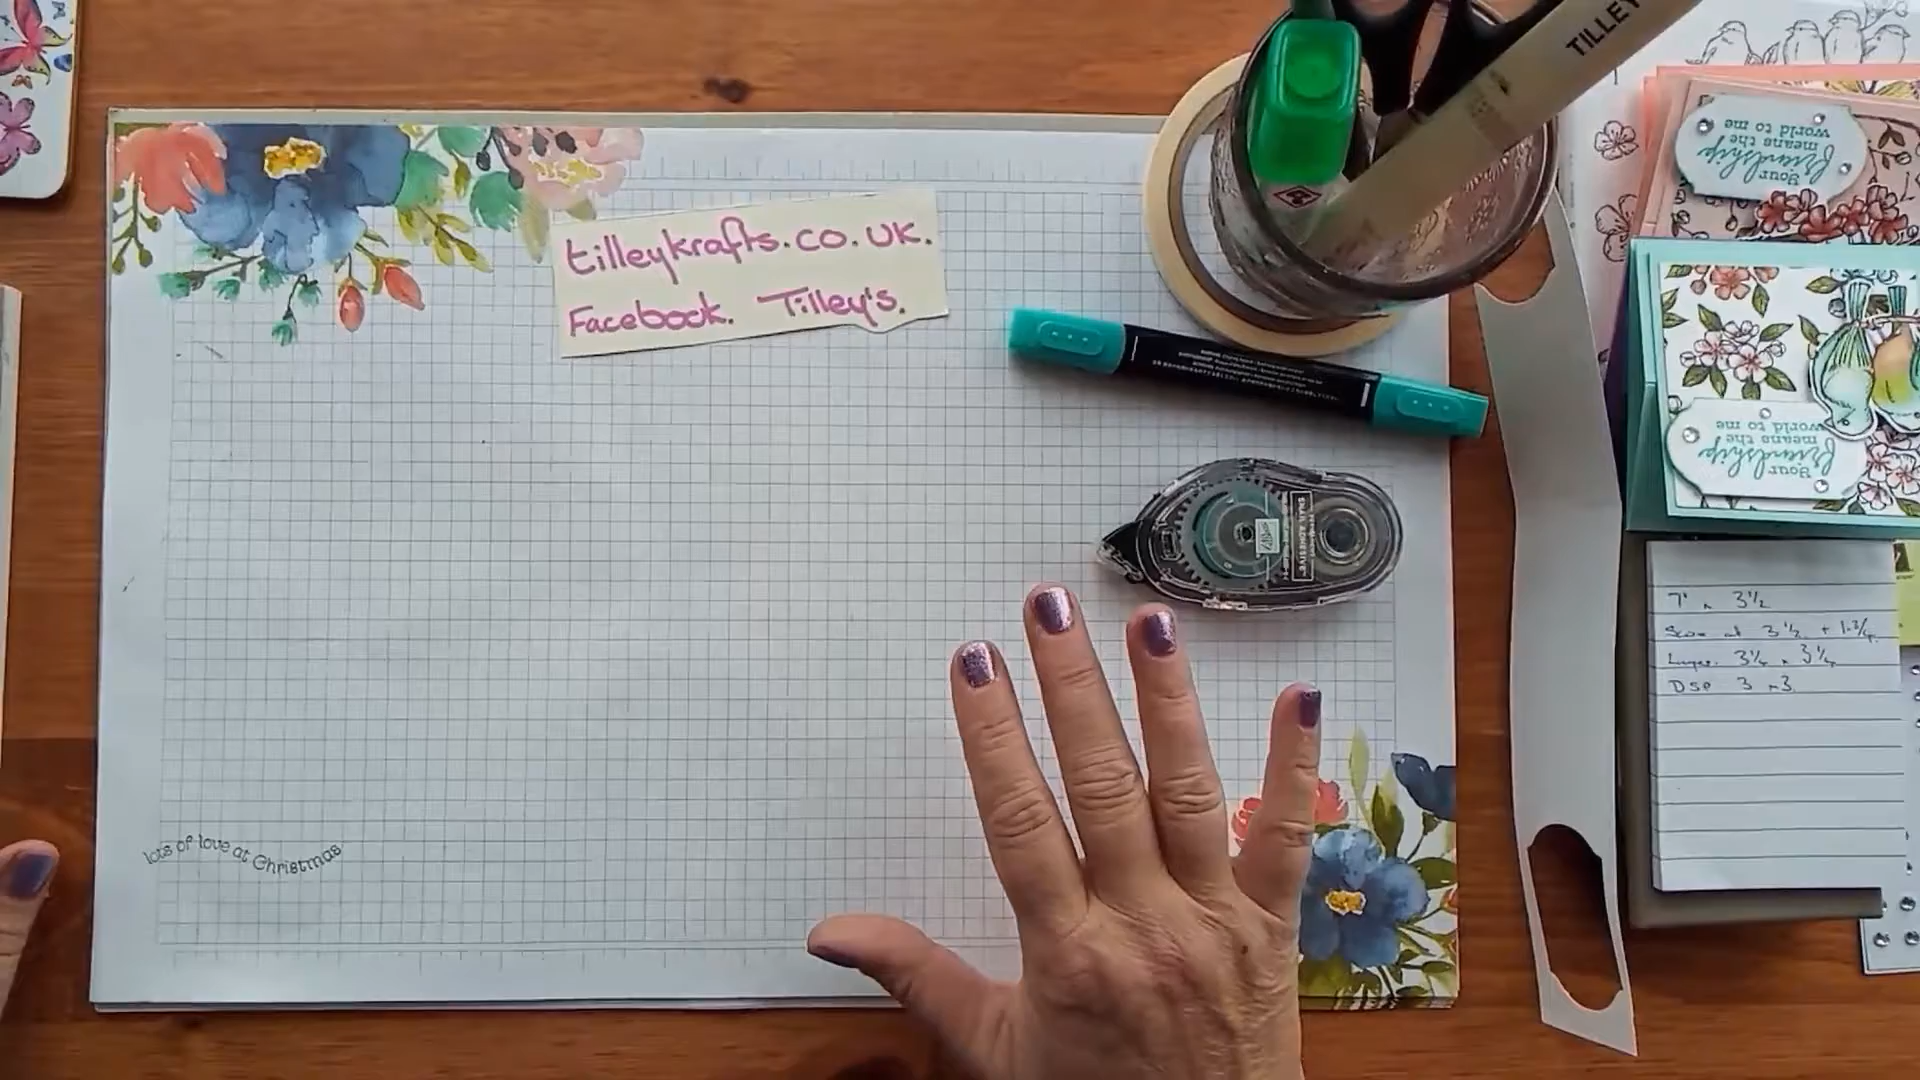 TILLEY
tilleykrafts.co.uk.
Facebook. Tilley's.
Your
friendship
means the
world to me
Your
friendship
means the
world to me
SNAIL ADHESIVE
7" x 3½
Score at 3½ + 1¾
Layer 3¼ x 3¼
DSP 3 x 3
lots of love at Christmas